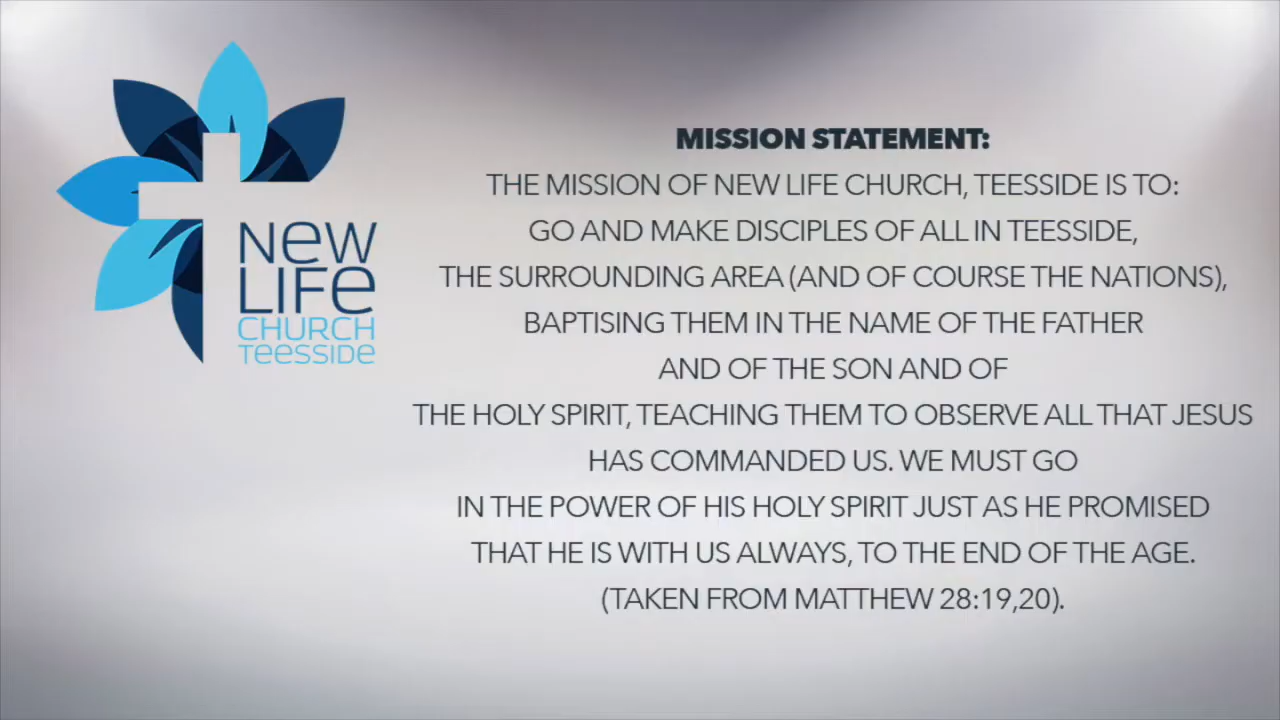 NEW
LIFE
CHURCH
TEESSIDE
MISSION STATEMENT:
THE MISSION OF NEW LIFE CHURCH, TEESSIDE IS TO:
GO AND MAKE DISCIPLES OF ALL IN TEESSIDE,
THE SURROUNDING AREA (AND OF COURSE THE NATIONS),
BAPTISING THEM IN THE NAME OF THE FATHER
AND OF THE SON AND OF
THE HOLY SPIRIT, TEACHING THEM TO OBSERVE ALL THAT JESUS
HAS COMMANDED US. WE MUST GO
IN THE POWER OF HIS HOLY SPIRIT JUST AS HE PROMISED
THAT HE IS WITH US ALWAYS, TO THE END OF THE AGE.
(TAKEN FROM MATTHEW 28:19,20).